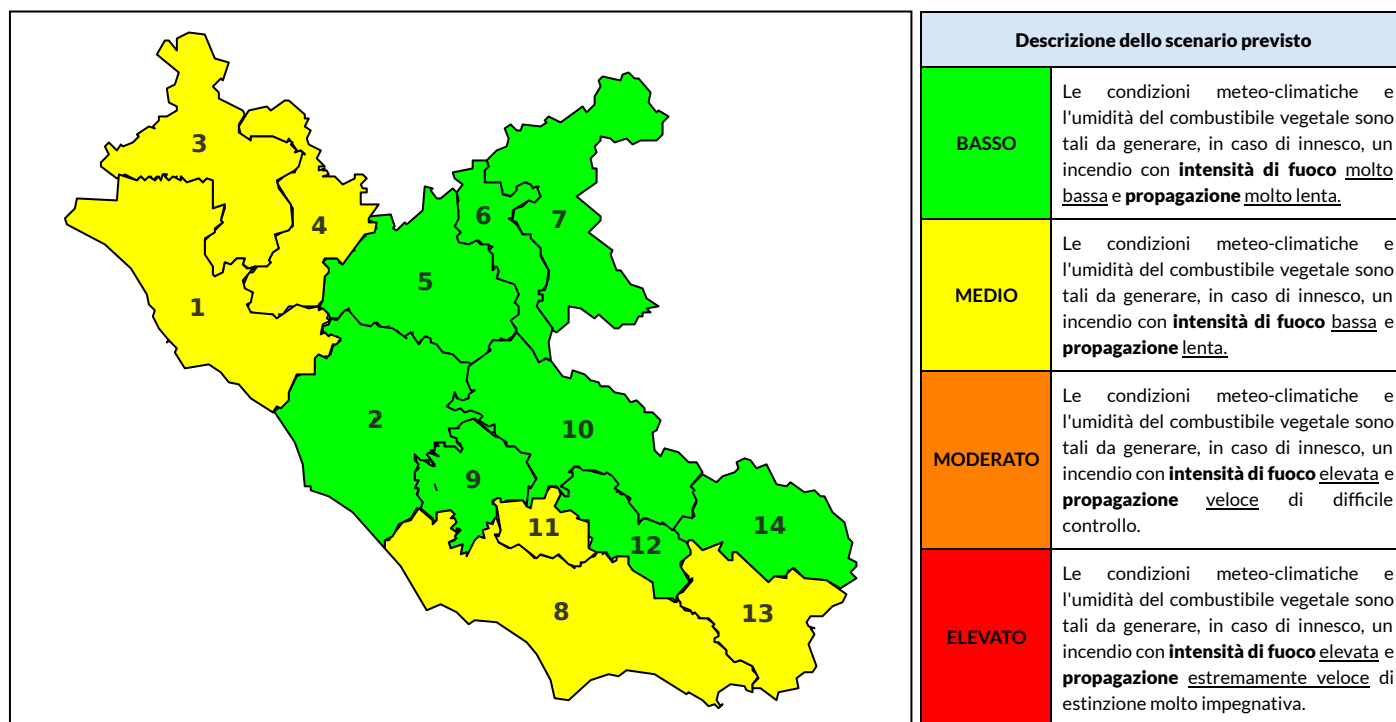 3
4
6
7
5
1
2
10
9
11
12
14
8
13
Descrizione dello scenario previsto
BASSO
Le condizioni meteo-climatiche e
l'umidità del combustibile vegetale sono
tali da generare, in caso di innesco, un
incendio con intensità di fuoco molto
bassa e propagazione molto lenta.
MEDIO
Le condizioni meteo-climatiche e
l'umidità del combustibile vegetale sono
tali da generare, in caso di innesco, un
incendio con intensità di fuoco bassa e
propagazione lenta.
MODERATO
Le condizioni meteo-climatiche e
l'umidità del combustibile vegetale sono
tali da generare, in caso di innesco, un
incendio con intensità di fuoco elevata e
propagazione veloce di difficile
controllo.
ELEVATO
Le condizioni meteo-climatiche e
l'umidità del combustibile vegetale sono
tali da generare, in caso di innesco, un
incendio con intensità di fuoco elevata e
propagazione estremamente veloce di
estinzione molto impegnativa.